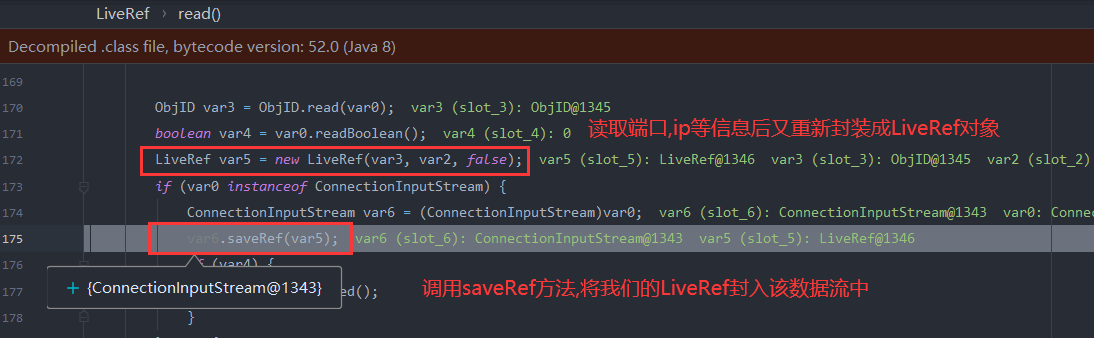 LiveRef › read()
Decompiled .class file, bytecode version: 52.0 (Java 8)
169
170 ObjID var3 = ObjID.read(var0); var3 (slot_3): ObjID@1345
171 boolean var4 = var0.readBoolean(); var4 (slot_4): 0 读取端口,ip等信息后又重新封装成LiveRef对象
172 LiveRef var5 = new LiveRef(var3, var2, false); var5 (slot_5): LiveRef@1346 var3 (slot_3): ObjID@1345 var2 (slot_2)
173 if (var0 instanceof ConnectionInputStream) {
174 ConnectionInputStream var6 = (ConnectionInputStream)var0; var6 (slot_6): ConnectionInputStream@1343 var0: Conne
175 var6.saveRef(var5); var6 (slot_6): ConnectionInputStream@1343 var5 (slot_5): LiveRef@1346
176 (var4) {
+ {ConnectionInputStream@1343}
177 ed(); 调用saveRef方法,将我们的LiveRef封入该数据流中
178 }